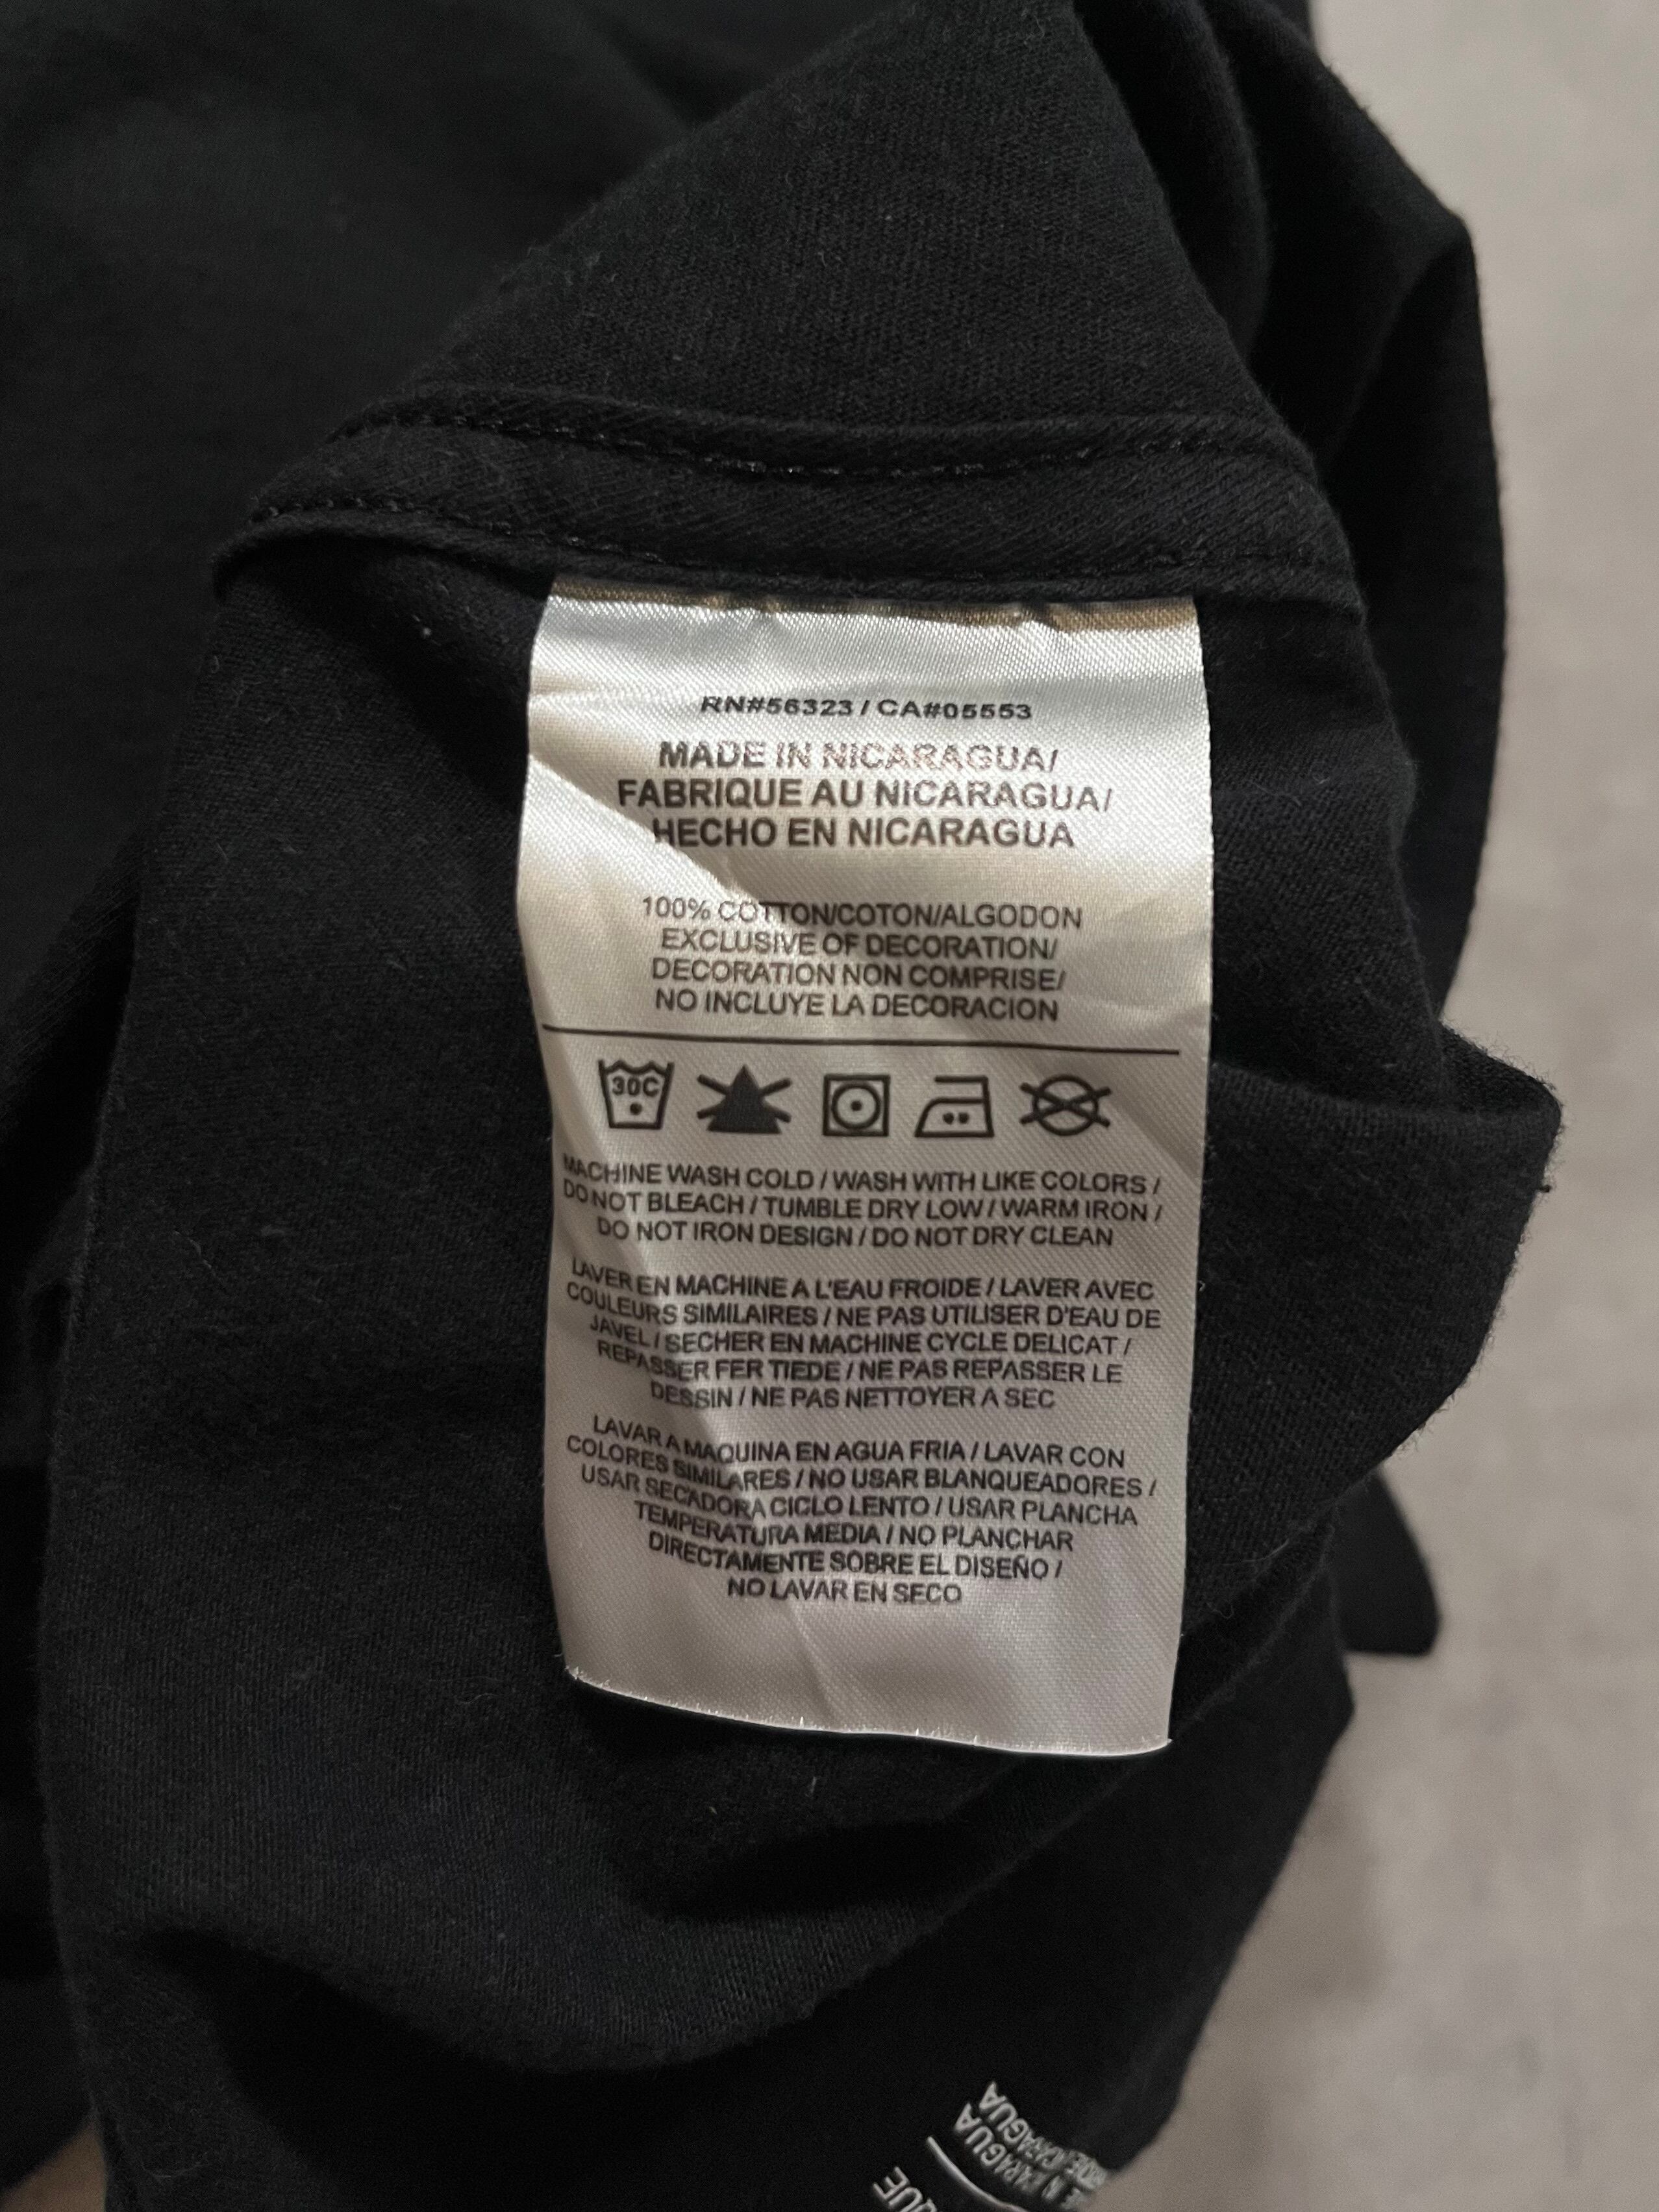 RN#56323 / CA#05553
MADE IN NICARAGUA/
FABRIQUE AU NICARAGUA/
HECHO EN NICARAGUA
100% COTTON/COTON/ALGODON
EXCLUSIVE OF DECORATION/
DECORATION NON COMPRISE/
NO INCLUYE LA DECORACION
30C
MACHINE WASH COLD / WASH WITH LIKE COLORS /
DO NOT BLEACH / TUMBLE DRY LOW / WARM IRON /
DO NOT IRON DESIGN / DO NOT DRY CLEAN
LAVER EN MACHINE A L'EAU FROIDE / LAVER AVEC
COULEURS SIMILAIRES / NE PAS UTILISER D'EAU DE
JAVEL / SECHER EN MACHINE CYCLE DELICAT /
REPASSER FER TIEDE / NE PAS REPASSER LE
DESSIN / NE PAS NETTOYER A SEC
LAVAR A MAQUINA EN AGUA FRIA / LAVAR CON
COLORES SIMILARES / NO USAR BLANQUEADORES /
USAR SECADORA CICLO LENTO / USAR PLANCHA
TEMPERATURA MEDIA / NO PLANCHAR
DIRECTAMENTE SOBRE EL DISEÑO /
NO LAVAR EN SECO